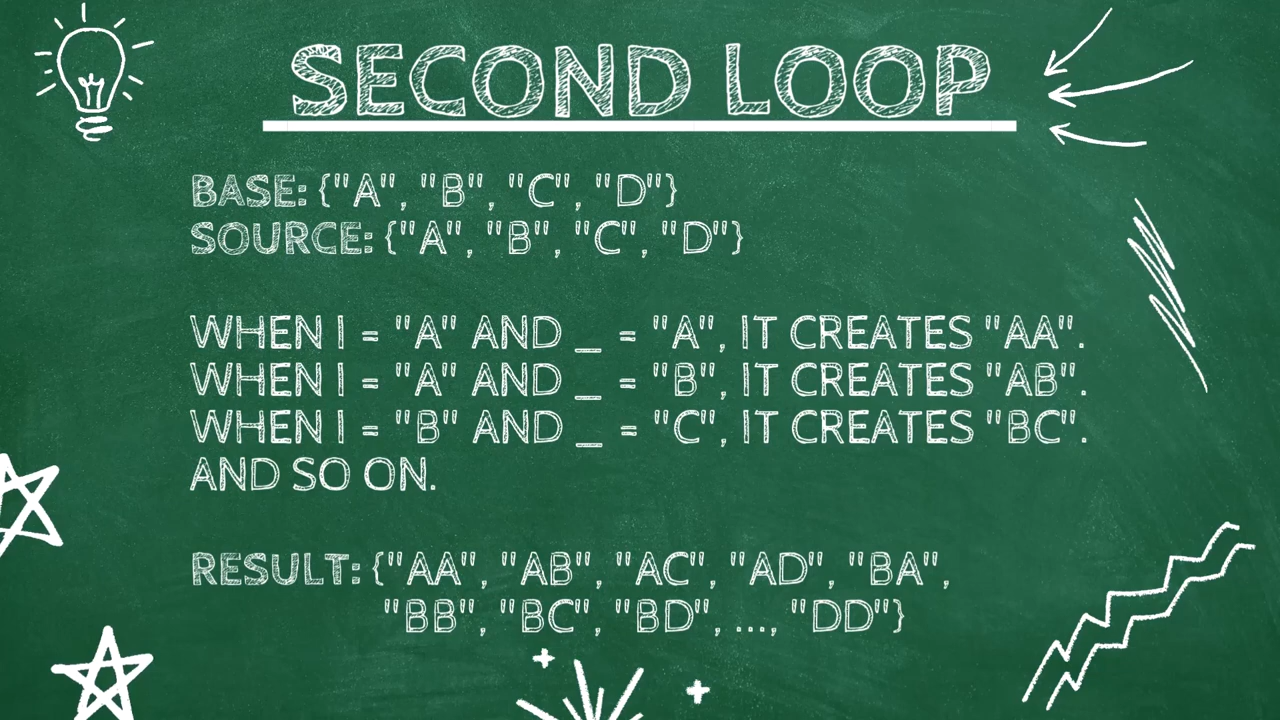 SECOND LOOP
BASE: {"A", "B", "C", "D"}
SOURCE: {"A", "B", "C", "D"}
WHEN I = "A" AND _ = "A", IT CREATES "AA".
WHEN I = "A" AND _ = "B", IT CREATES "AB".
WHEN I = "B" AND _ = "C", IT CREATES "BC".
AND SO ON.
RESULT: {"AA", "AB", "AC", "AD", "BA",
"BB", "BC", "BD", ..., "DD"}